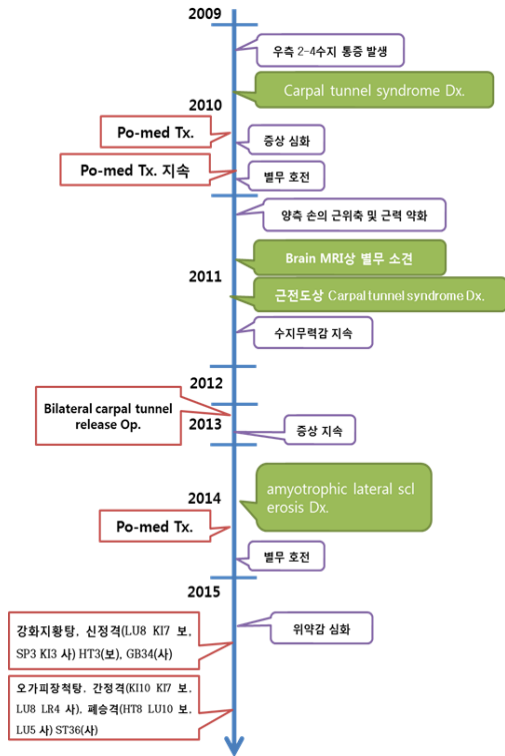 2009
우측 2-4수지 통증 발생
Carpal tunnel syndrome Dx.
2010
Po-med Tx.
증상 심화
Po-med Tx. 지속
별무 호전
양측 손의 근위축 및 근력 약화
Brain MRI상 별무 소견
2011
근전도상 Carpal tunnel syndrome Dx.
수지무력감 지속
2012
Bilateral carpal tunnel
release Op.
2013
증상 지속
amyotrophic lateral scl
erosis Dx.
2014
Po-med Tx.
별무 호전
2015
강화지황탕, 신정격(LU8 KI7 보,
SP3 KI3 사) HT3(보), GB34(사)
위약감 심화
오가피장척탕, 간정격(KI10 KI7 보,
LU8 LR4 사), 폐승격(HT8 LU10 보,
LU5 사) ST36(사)